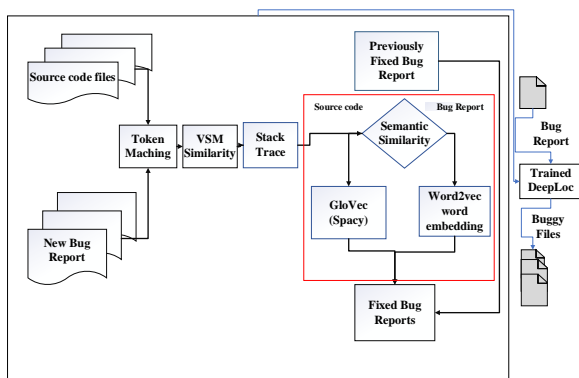 Source code files
New Bug
Report
Token
Maching
VSM
Similarity
Stack
Trace
Previously
Fixed Bug
Report
Source code
Bug Report
Semantic
Similarity
GloVec
(Spacy)
Word2vec
word
embedding
Fixed Bug
Reports
Bug
Report
Trained
DeepLoc
Buggy
Files